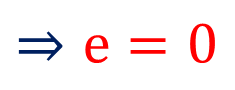 ⇒ e = 0